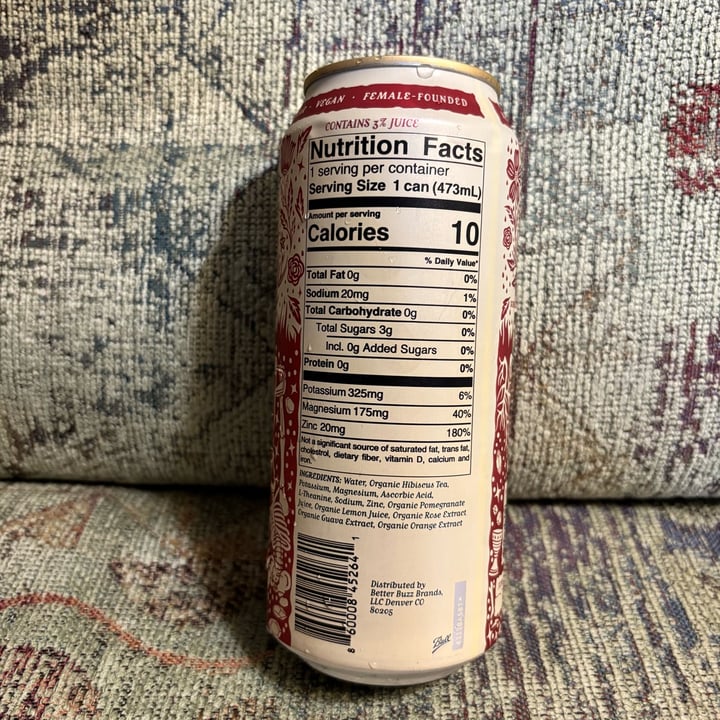 · VEGAN · FEMALE-FOUNDED
CONTAINS 3% JUICE
Nutrition Facts
1 serving per container
Serving Size 1 can (473mL)
Amount per serving
Calories 10
% Daily Value*
Total Fat 0g 0%
Sodium 20mg 1%
Total Carbohydrate 0g 0%
Total Sugars 3g 0%
Incl. 0g Added Sugars 0%
Protein 0g 0%
Potassium 325mg 6%
Magnesium 175mg 40%
Zinc 20mg 180%
Not a significant source of saturated fat, trans fat,
cholestrol, dietary fiber, vitamin D, calcium and
iron.
INGREDIENTS: Water, Organic Hibiscus Tea,
Potassium, Magnesium, Ascorbic Acid,
L-Theanine, Sodium, Zinc, Organic Pomegranate
Juice, Organic Lemon Juice, Organic Rose Extract
Organic Guava Extract, Organic Orange Extract
8 60008 45264 1
Distributed by
Better Buzz Brands,
LLC Denver CO
80205
Ball